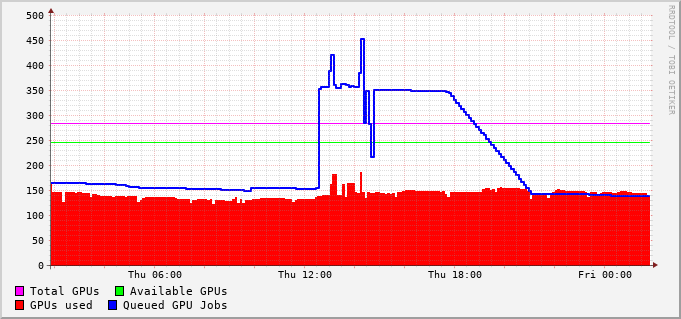 500
450
400
350
300
250
200
150
100
50
0
Thu 06:00 Thu 12:00 Thu 18:00 Fri 00:00
Total GPUs Available GPUs
GPUs used Queued GPU Jobs
RRDTOOL / TOBI OETIKER